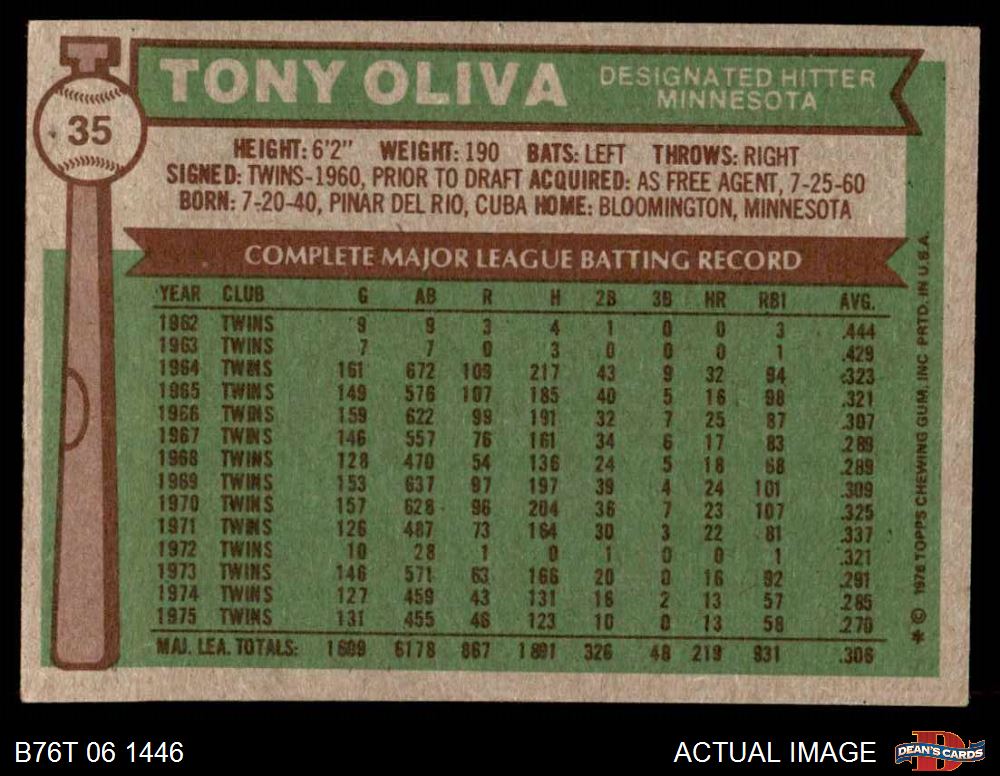 TONY OLIVA
DESIGNATED HITTER
MINNESOTA
35
HEIGHT: 6'2" WEIGHT: 190 BATS: LEFT THROWS: RIGHT
SIGNED: TWINS-1960, PRIOR TO DRAFT ACQUIRED: AS FREE AGENT, 7-25-60
BORN: 7-20-40, PINAR DEL RIO, CUBA HOME: BLOOMINGTON, MINNESOTA
COMPLETE MAJOR LEAGUE BATTING RECORD
YEAR CLUB G AB R H 2B 3B HR RBI AVG.
1962 TWINS 9 9 3 4 1 0 0 3 .444
1963 TWINS 7 7 0 3 0 0 0 1 .429
1964 TWINS 161 672 109 217 43 9 32 94 .323
1965 TWINS 149 576 107 185 40 5 16 98 .321
1966 TWINS 159 622 99 191 32 7 25 87 .307
1967 TWINS 146 557 76 161 34 6 17 83 .289
1968 TWINS 128 470 54 136 24 5 18 68 .289
1969 TWINS 153 637 97 197 39 4 24 101 .309
1970 TWINS 157 628 96 204 36 7 23 107 .325
1971 TWINS 126 487 73 164 30 3 22 81 .337
1972 TWINS 10 28 1 9 1 0 0 1 .321
1973 TWINS 146 571 63 166 20 0 16 92 .291
1974 TWINS 127 459 43 131 16 2 13 57 .285
1975 TWINS 131 455 46 123 10 0 13 58 .270
MAJ. LEA. TOTALS: 1609 6178 867 1891 326 48 219 931 .306
* © 1976 TOPPS CHEWING GUM, INC PRTD. IN U.S.A.
B76T 06 1446
ACTUAL IMAGE
DEAN'S CARDS